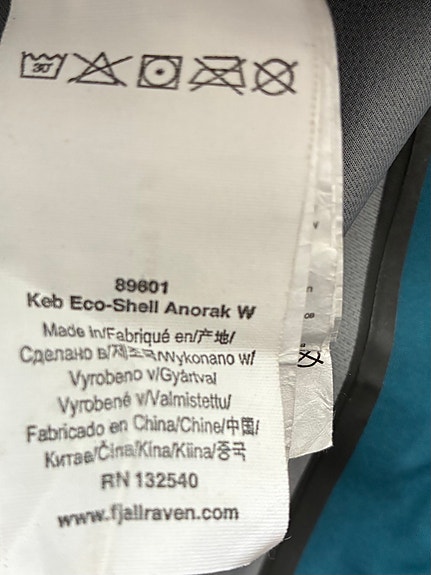 30°
89601
Keb Eco-Shell Anorak W
Made in/Fabriqué en/产地/
Сделано в/제조국/Wykonano w/
Vyrobeno v/Gyártva/
Vyrobené v/Valmistettu/
Fabricado en China/Chine/中国/
Китае/Čína/Kína/Kiina/중국
RN 132540
www.fjallraven.com